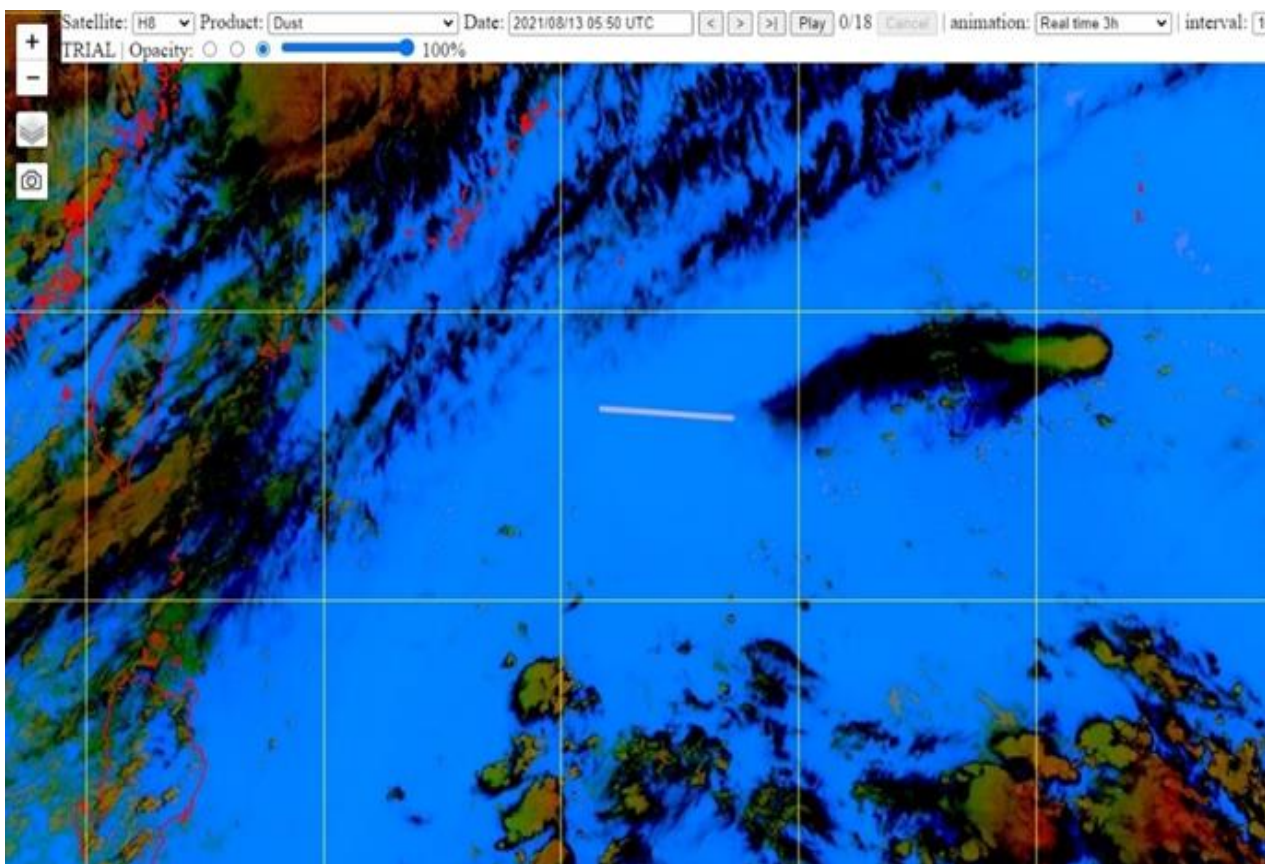 Satellite: H8 Product: Dust Date: 2021/08/13 05:50 UTC < > >| Play 0/18 Cancel | animation: Real time 3h | interval: 1
TRIAL | Opacity: 100%
+
−